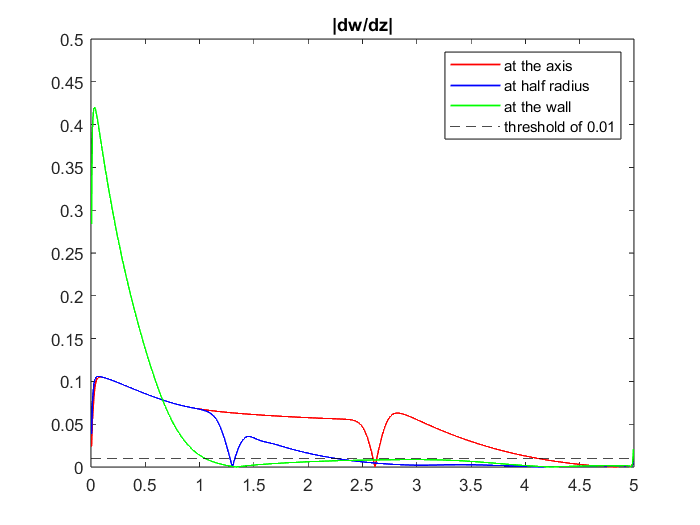 |dw/dz|
0.5
0.45
0.4
0.35
0.3
0.25
0.2
0.15
0.1
0.05
0
at the axis
at half radius
at the wall
threshold of 0.01
0 0.5 1 1.5 2 2.5 3 3.5 4 4.5 5